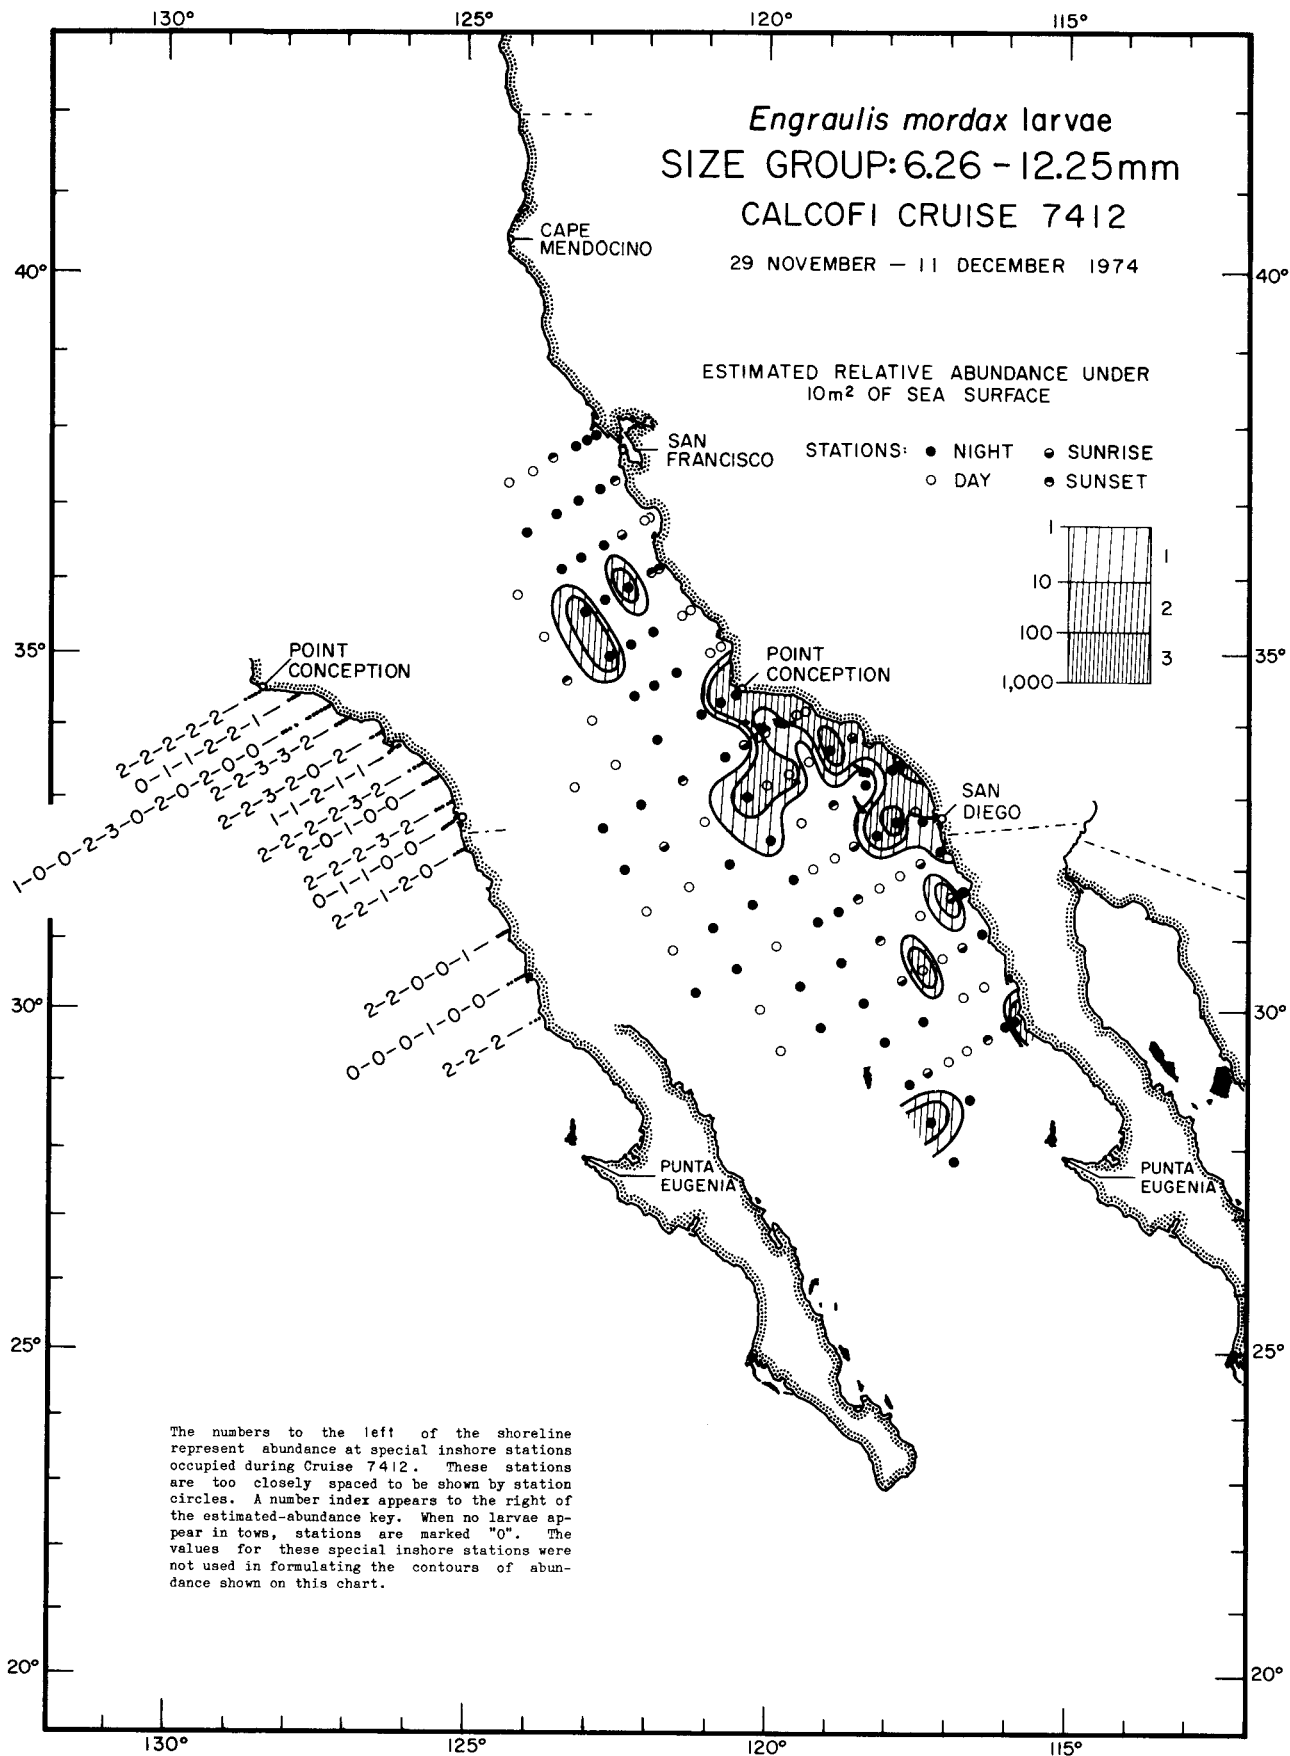 130° 125° 120° 115°
Engraulis mordax larvae
SIZE GROUP: 6.26 - 12.25mm
CALCOFI CRUISE 7412
29 NOVEMBER - 11 DECEMBER 1974
CAPE
MENDOCINO
40° 40°
ESTIMATED RELATIVE ABUNDANCE UNDER
10m² OF SEA SURFACE
SAN
FRANCISCO
STATIONS: ● NIGHT SUNRISE
○ DAY SUNSET
1
1
10
2
100
3
1,000
35° 35°
POINT
CONCEPTION
POINT
CONCEPTION
SAN
DIEGO
2-2-2-2-2
0-1-1-2-2-1
1-0-2-3-0-2-0-2-0-0
2-2-3-3-2
2-2-3-2-0-2
1-1-2-1-1
2-2-2-3-2
2-0-1-0-0
2-2-2-3-2
0-1-1-0-0
2-2-1-2-0
2-2-0-0-1
0-0-0-1-0-0
2-2-2
30° 30°
PUNTA
EUGENIA
PUNTA
EUGENIA
25° 25°
The numbers to the left of the shoreline
represent abundance at special inshore stations
occupied during Cruise 7412. These stations
are too closely spaced to be shown by station
circles. A number index appears to the right of
the estimated-abundance key. When no larvae ap-
pear in tows, stations are marked "0". The
values for these special inshore stations were
not used in formulating the contours of abun-
dance shown on this chart.
20° 20°
130° 125° 120° 115°